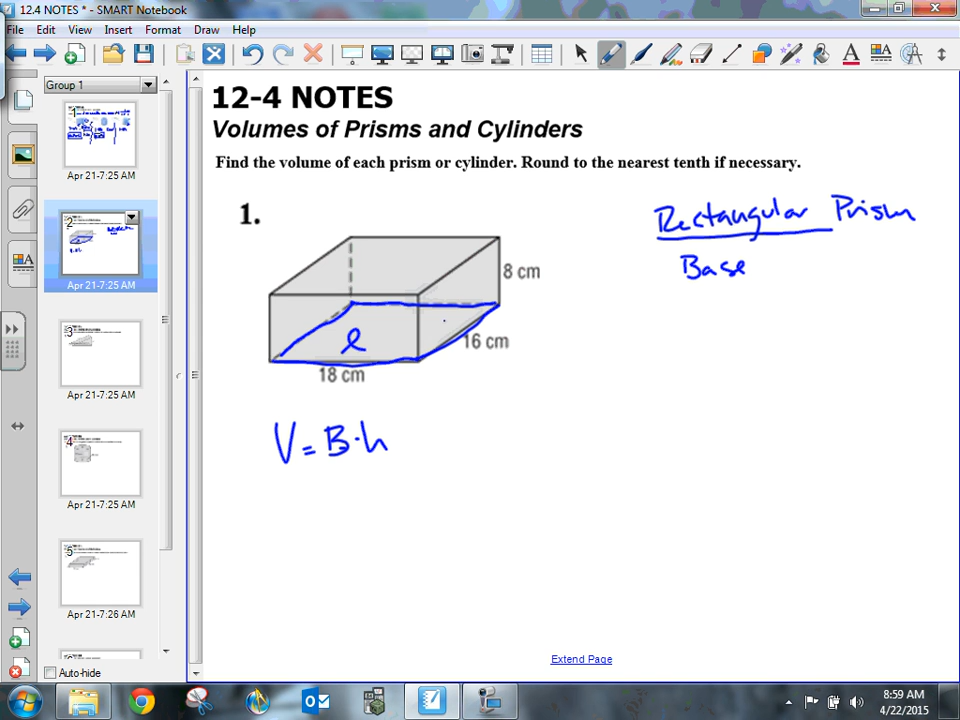 12.4 NOTES * - SMART Notebook
File Edit View Insert Format Draw Help
Group 1
Apr 21-7:25 AM
Apr 21-7:25 AM
Apr 21-7:25 AM
Apr 21-7:25 AM
Apr 21-7:26 AM
Auto-hide
12-4 NOTES
Volumes of Prisms and Cylinders
Find the volume of each prism or cylinder. Round to the nearest tenth if necessary.
1.
Rectangular Prism
Base
8 cm
16 cm
18 cm
l
V = B · h
Extend Page
8:59 AM
4/22/2015